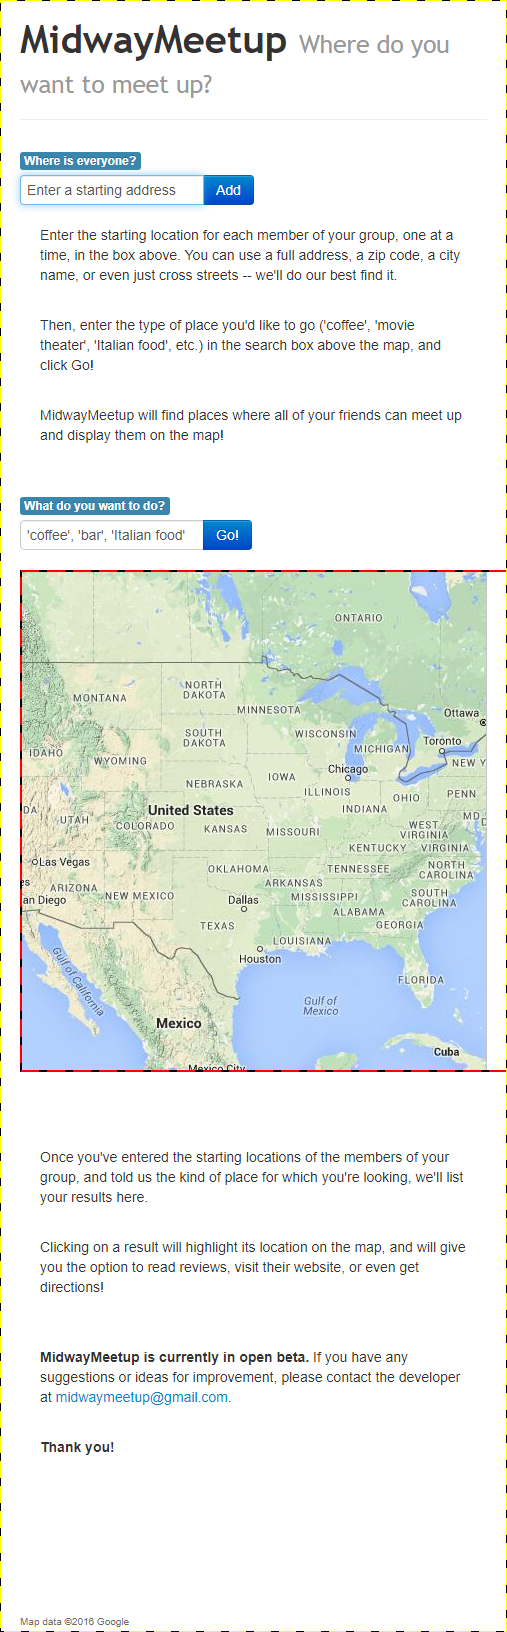 MidwayMeetup Where do you
want to meet up?
Where is everyone?
Enter a starting address Add
Enter the starting location for each member of your group, one at a
time, in the box above. You can use a full address, a zip code, a city
name, or even just cross streets -- we'll do our best find it.
Then, enter the type of place you'd like to go ('coffee', 'movie
theater', 'Italian food', etc.) in the search box above the map, and
click Go!
MidwayMeetup will find places where all of your friends can meet up
and display them on the map!
What do you want to do?
'coffee', 'bar', 'Italian food' Go!
ONTARIO
NORTH
DAKOTA
MONTANA
MINNESOTA
Ottawa
SOUTH
DAKOTA
WISCONSIN
MICHIGAN
Toronto
IDAHO
WYOMING
NEW Y
Chicago
IOWA
NEBRASKA
ILLINOIS
OHIO
PENN
INDIANA
DA
United States
MD
UTAH
COLORADO
KANSAS
MISSOURI
WEST
VIRGINIA
KENTUCKY
VIRGINIA
Las Vegas
OKLAHOMA
TENNESSEE
NORTH
CAROLINA
es
ARIZONA
NEW MEXICO
ARKANSAS
MISSISSIPPI
SOUTH
CAROLINA
an Diego
Dallas
ALABAMA
TEXAS
GEORGIA
LOUISIANA
Houston
Gulf of California
FLORIDA
Gulf of
Mexico
Mexico
Cuba
Mexico City
Once you've entered the starting locations of the members of your
group, and told us the kind of place for which you're looking, we'll list
your results here.
Clicking on a result will highlight its location on the map, and will give
you the option to read reviews, visit their website, or even get
directions!
MidwayMeetup is currently in open beta. If you have any
suggestions or ideas for improvement, please contact the developer
at midwaymeetup@gmail.com.
Thank you!
Map data ©2016 Google